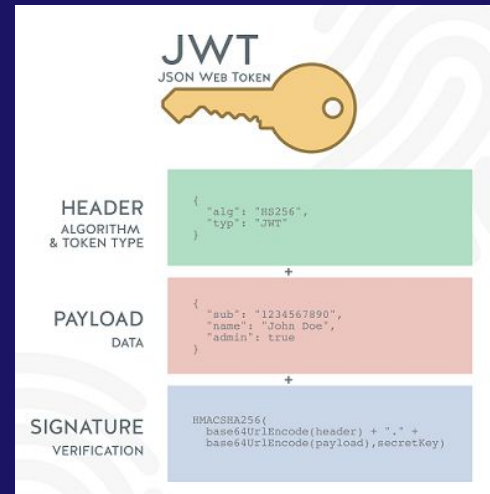 JWT
JSON WEB TOKEN
HEADER
ALGORITHM
& TOKEN TYPE
{
"alg": "HS256",
"typ": "JWT"
}
+
PAYLOAD
DATA
{
"sub": "1234567890",
"name": "John Doe",
"admin": true
}
+
SIGNATURE
VERIFICATION
HMACSHA256(
base64UrlEncode(header) + "." +
base64UrlEncode(payload),secretKey)